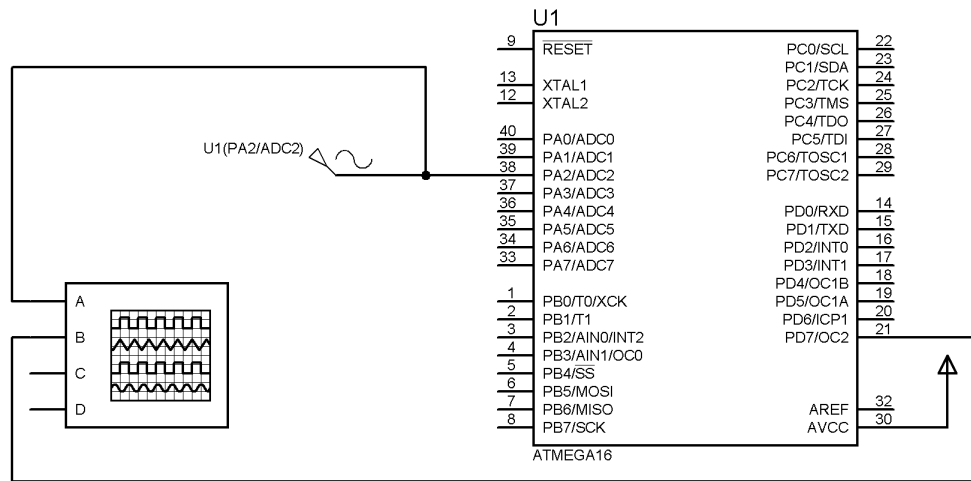 U1
9 RESET
13 XTAL1
12 XTAL2
40 PA0/ADC0
39 PA1/ADC1
38 PA2/ADC2
37 PA3/ADC3
36 PA4/ADC4
35 PA5/ADC5
34 PA6/ADC6
33 PA7/ADC7
1 PB0/T0/XCK
2 PB1/T1
3 PB2/AIN0/INT2
4 PB3/AIN1/OC0
5 PB4/SS
6 PB5/MOSI
7 PB6/MISO
8 PB7/SCK
PC0/SCL 22
PC1/SDA 23
PC2/TCK 24
PC3/TMS 25
PC4/TDO 26
PC5/TDI 27
PC6/TOSC1 28
PC7/TOSC2 29
PD0/RXD 14
PD1/TXD 15
PD2/INT0 16
PD3/INT1 17
PD4/OC1B 18
PD5/OC1A 19
PD6/ICP1 20
PD7/OC2 21
AREF 32
AVCC 30
ATMEGA16
U1(PA2/ADC2)
A
B
C
D